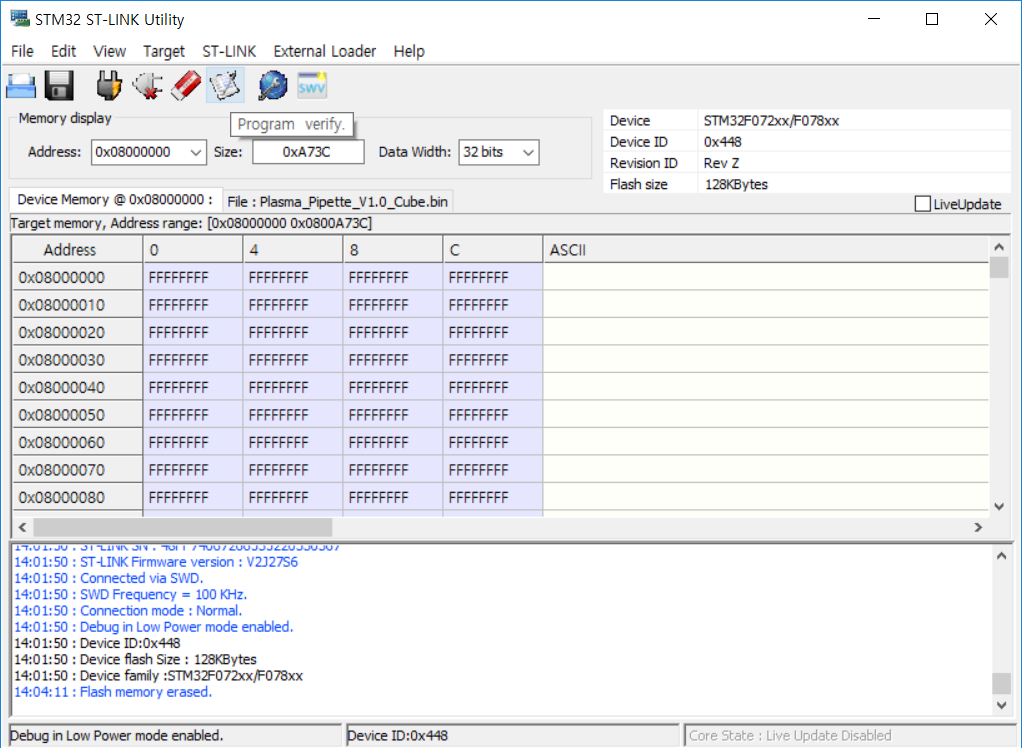 STM32 ST-LINK Utility
File Edit View Target ST-LINK External Loader Help
SWV
Program verify.
Memory display
Address: 0x08000000 Size: 0xA73C Data Width: 32 bits
Device STM32F072xx/F078xx
Device ID 0x448
Revision ID Rev Z
Flash size 128KBytes
LiveUpdate
Device Memory @ 0x08000000 : File : Plasma_Pipette_V1.0_Cube.bin
Target memory, Address range: [0x08000000 0x0800A73C]
Address 0 4 8 C ASCII
0x08000000 FFFFFFFF FFFFFFFF FFFFFFFF FFFFFFFF
0x08000010 FFFFFFFF FFFFFFFF FFFFFFFF FFFFFFFF
0x08000020 FFFFFFFF FFFFFFFF FFFFFFFF FFFFFFFF
0x08000030 FFFFFFFF FFFFFFFF FFFFFFFF FFFFFFFF
0x08000040 FFFFFFFF FFFFFFFF FFFFFFFF FFFFFFFF
0x08000050 FFFFFFFF FFFFFFFF FFFFFFFF FFFFFFFF
0x08000060 FFFFFFFF FFFFFFFF FFFFFFFF FFFFFFFF
0x08000070 FFFFFFFF FFFFFFFF FFFFFFFF FFFFFFFF
0x08000080 FFFFFFFF FFFFFFFF FFFFFFFF FFFFFFFF
14:01:50 : ST-LINK SN :
14:01:50 : ST-LINK Firmware version : V2J27S6
14:01:50 : Connected via SWD.
14:01:50 : SWD Frequency = 100 KHz.
14:01:50 : Connection mode : Normal.
14:01:50 : Debug in Low Power mode enabled.
14:01:50 : Device ID:0x448
14:01:50 : Device flash Size : 128KBytes
14:01:50 : Device family :STM32F072xx/F078xx
14:04:11 : Flash memory erased.
Debug in Low Power mode enabled. Device ID:0x448 Core State : Live Update Disabled